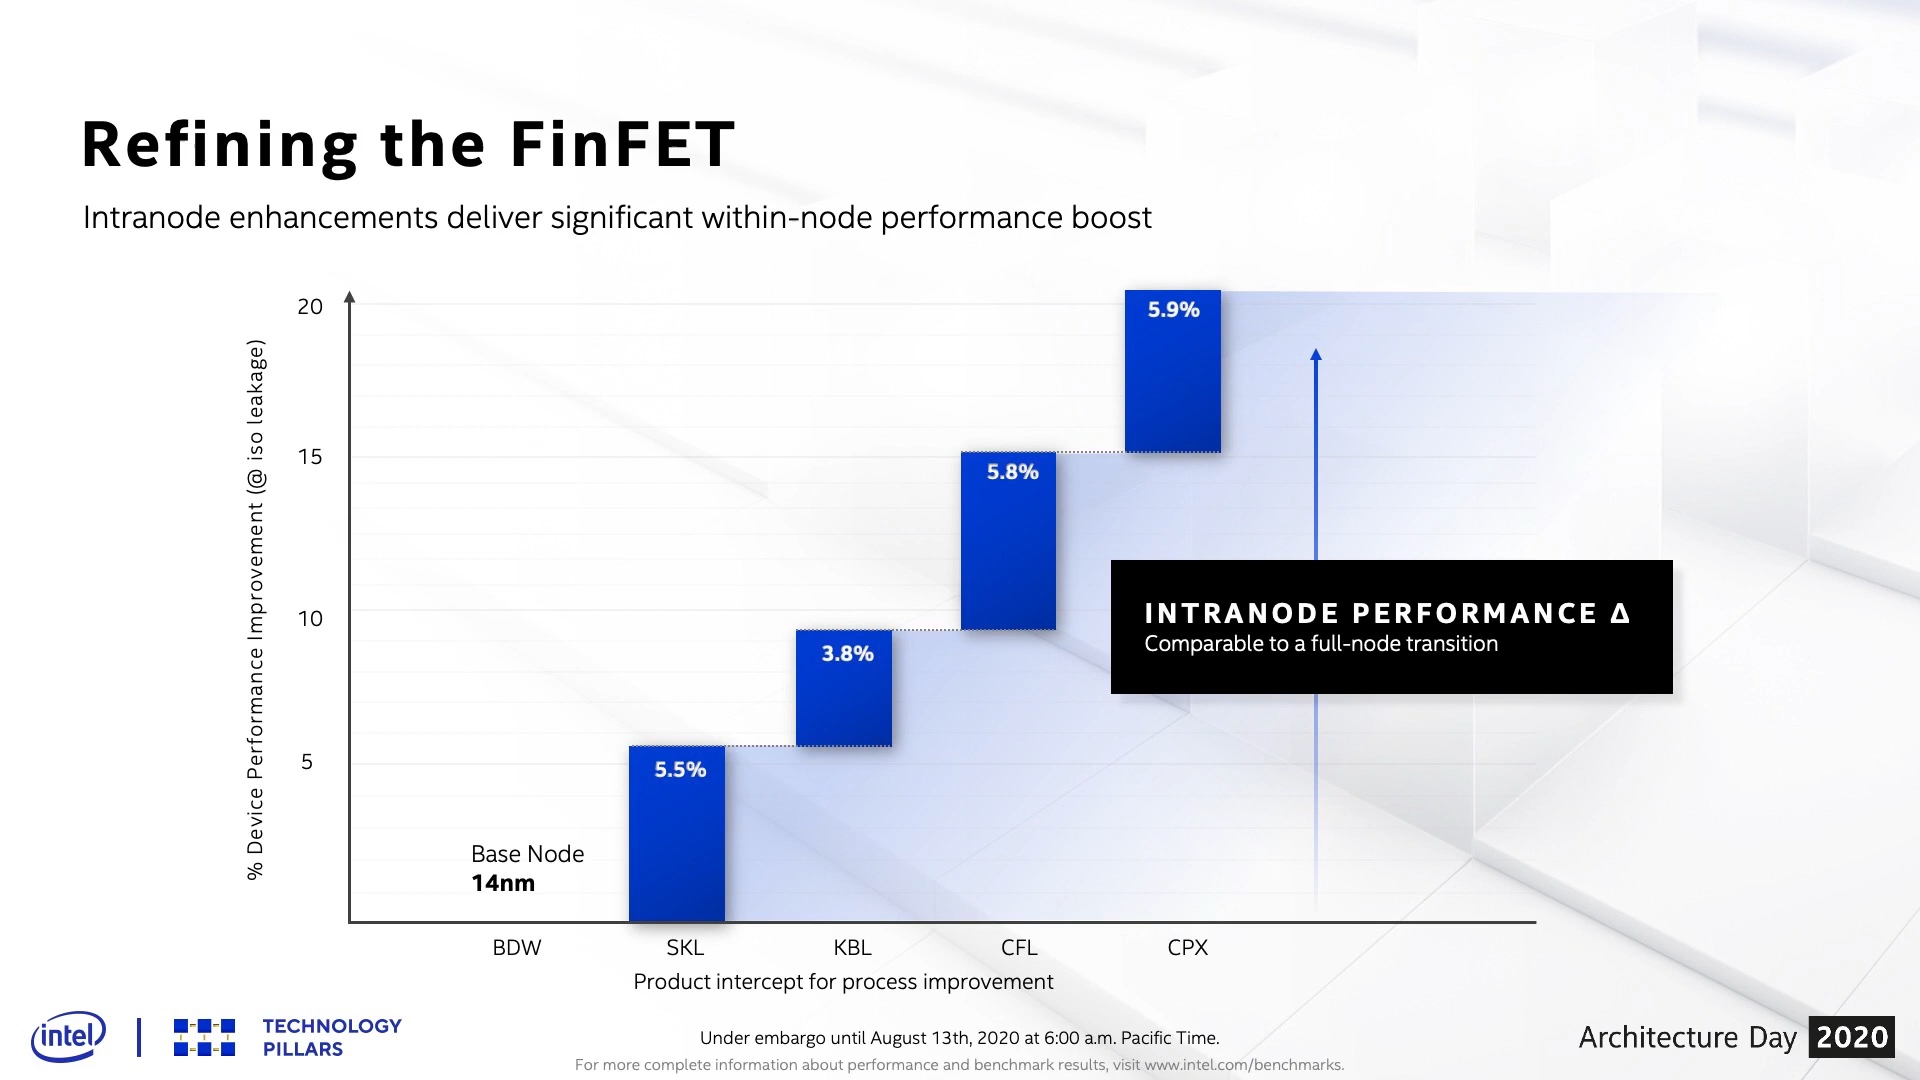 Refining the FinFET
Intranode enhancements deliver significant within-node performance boost
% Device Performance Improvement (@ iso leakage)
20
15
10
5
5.9%
5.8%
3.8%
5.5%
INTRANODE PERFORMANCE Δ
Comparable to a full-node transition
Base Node
14nm
BDW SKL KBL CFL CPX
Product intercept for process improvement
intel
TECHNOLOGY
PILLARS
Under embargo until August 13th, 2020 at 6:00 a.m. Pacific Time.
For more complete information about performance and benchmark results, visit www.intel.com/benchmarks.
Architecture Day 2020